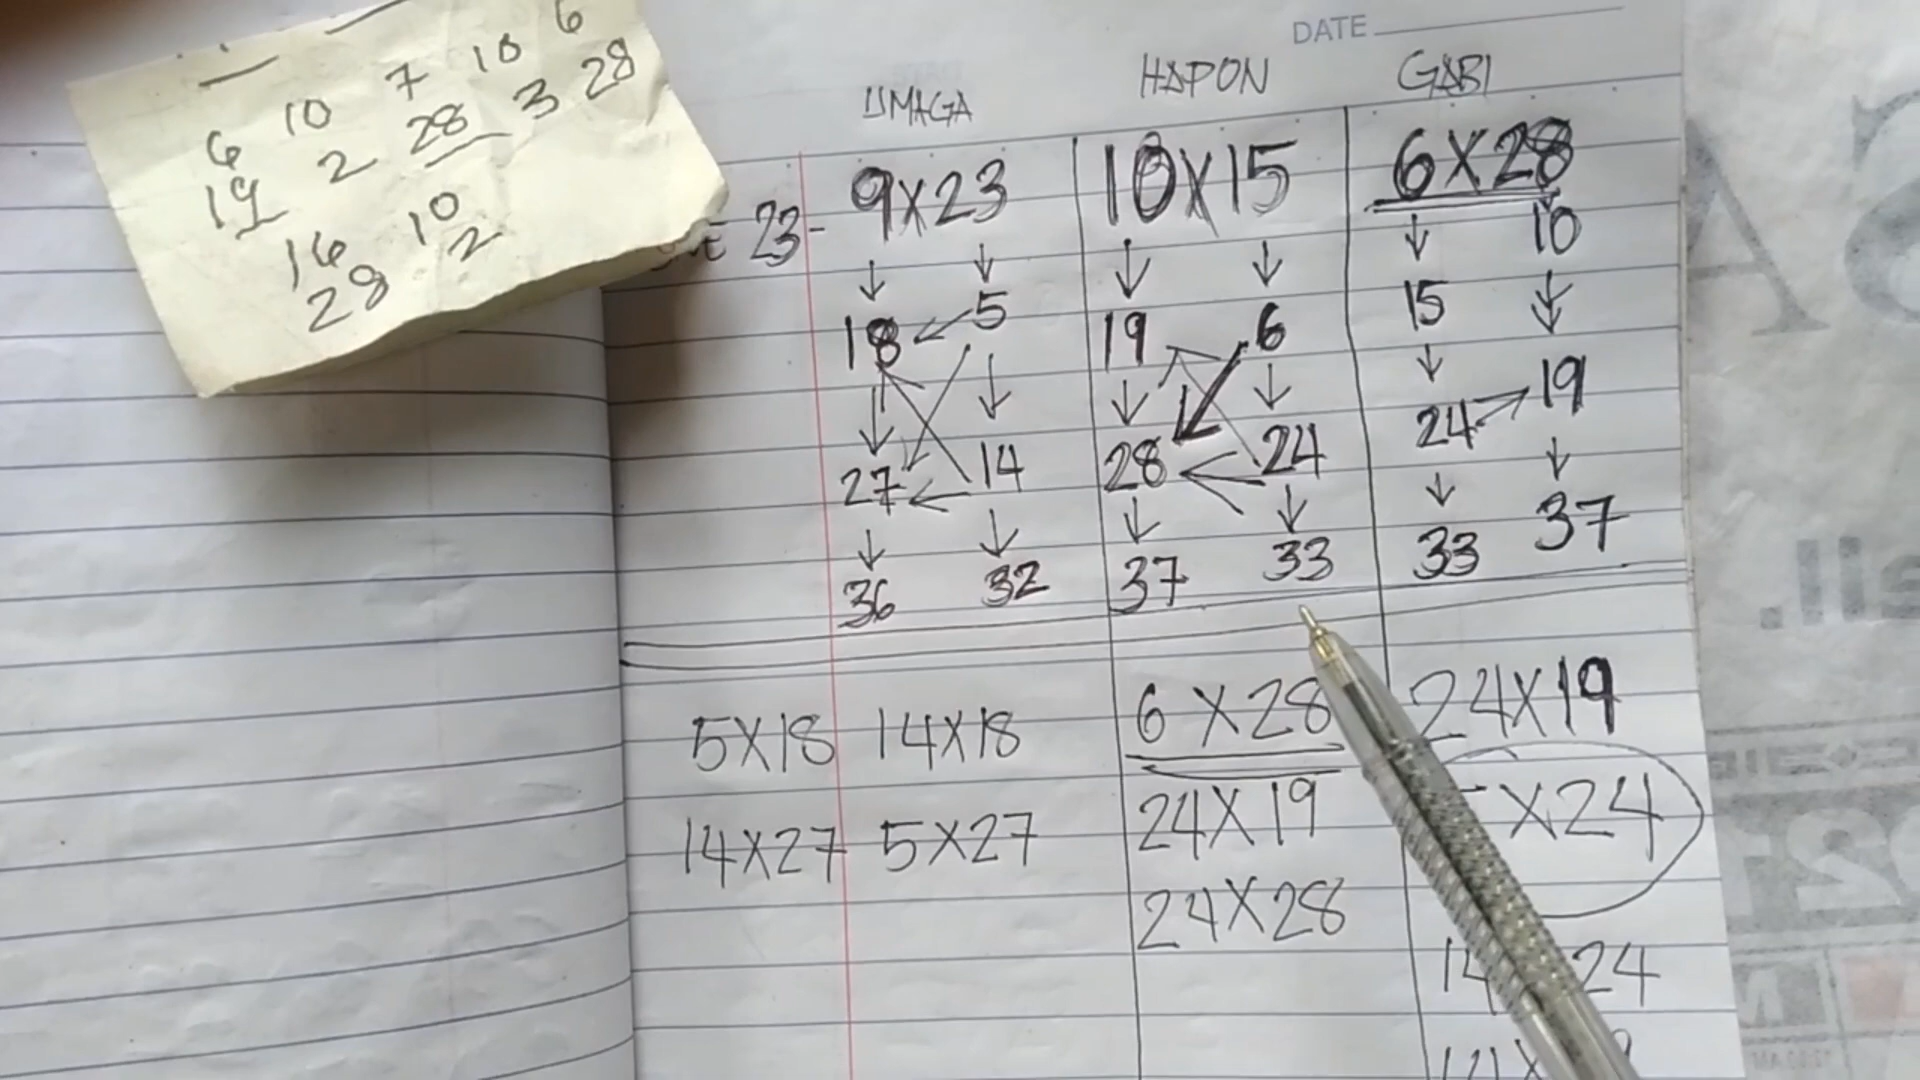 DATE
6 10 7 10 6
19 2 28 3 28
16 10
28 2
UMAGA HAPON GABI
23- 9X23 10X15 6X28
10
18 5 19 6 15
19
27 14 28 24 24
37
36 32 37 33 33
5X18 14X18 6X28 24X19
14X27 5X27 24X19 X24
24X28
24